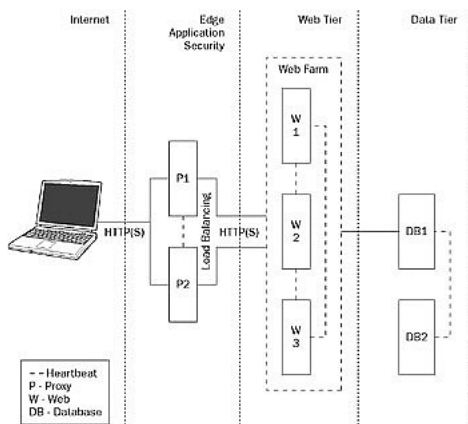 Internet
Edge
Application
Security
Web Tier
Data Tier
Web Farm
W
1
P1
HTTP(S)
Load Balancing
HTTP(S)
W
2
DB1
P2
W
3
DB2
-- Heartbeat
P - Proxy
W - Web
DB - Database